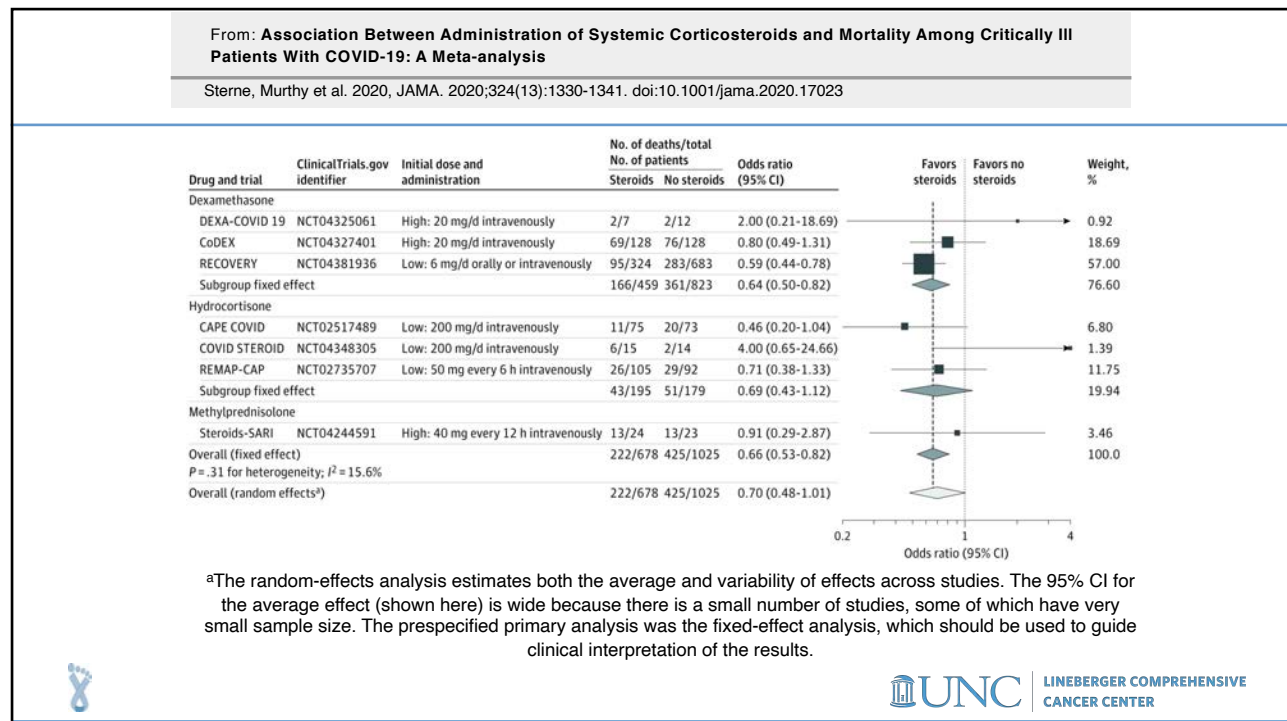 From: Association Between Administration of Systemic Corticosteroids and Mortality Among Critically Ill
Patients With COVID-19: A Meta-analysis
Sterne, Murthy et al. 2020, JAMA. 2020;324(13):1330-1341. doi:10.1001/jama.2020.17023
No. of deaths/total
ClinicalTrials.gov Initial dose and No. of patients Odds ratio Favors Favors no Weight,
Drug and trial identifier administration Steroids No steroids (95% CI) steroids steroids %
Dexamethasone
DEXA-COVID 19 NCT04325061 High: 20 mg/d intravenously 2/7 2/12 2.00 (0.21-18.69) 0.92
CoDEX NCT04327401 High: 20 mg/d intravenously 69/128 76/128 0.80 (0.49-1.31) 18.69
RECOVERY NCT04381936 Low: 6 mg/d orally or intravenously 95/324 283/683 0.59 (0.44-0.78) 57.00
Subgroup fixed effect 166/459 361/823 0.64 (0.50-0.82) 76.60
Hydrocortisone
CAPE COVID NCT02517489 Low: 200 mg/d intravenously 11/75 20/73 0.46 (0.20-1.04) 6.80
COVID STEROID NCT04348305 Low: 200 mg/d intravenously 6/15 2/14 4.00 (0.65-24.66) 1.39
REMAP-CAP NCT02735707 Low: 50 mg every 6 h intravenously 26/105 29/92 0.71 (0.38-1.33) 11.75
Subgroup fixed effect 43/195 51/179 0.69 (0.43-1.12) 19.94
Methylprednisolone
Steroids-SARI NCT04244591 High: 40 mg every 12 h intravenously 13/24 13/23 0.91 (0.29-2.87) 3.46
Overall (fixed effect) 222/678 425/1025 0.66 (0.53-0.82) 100.0
P = .31 for heterogeneity; I² = 15.6%
Overall (random effectsᵃ) 222/678 425/1025 0.70 (0.48-1.01)
0.2 1 4
Odds ratio (95% CI)
ᵃThe random-effects analysis estimates both the average and variability of effects across studies. The 95% CI for
the average effect (shown here) is wide because there is a small number of studies, some of which have very
small sample size. The prespecified primary analysis was the fixed-effect analysis, which should be used to guide
clinical interpretation of the results.
UNC LINEBERGER COMPREHENSIVE
CANCER CENTER